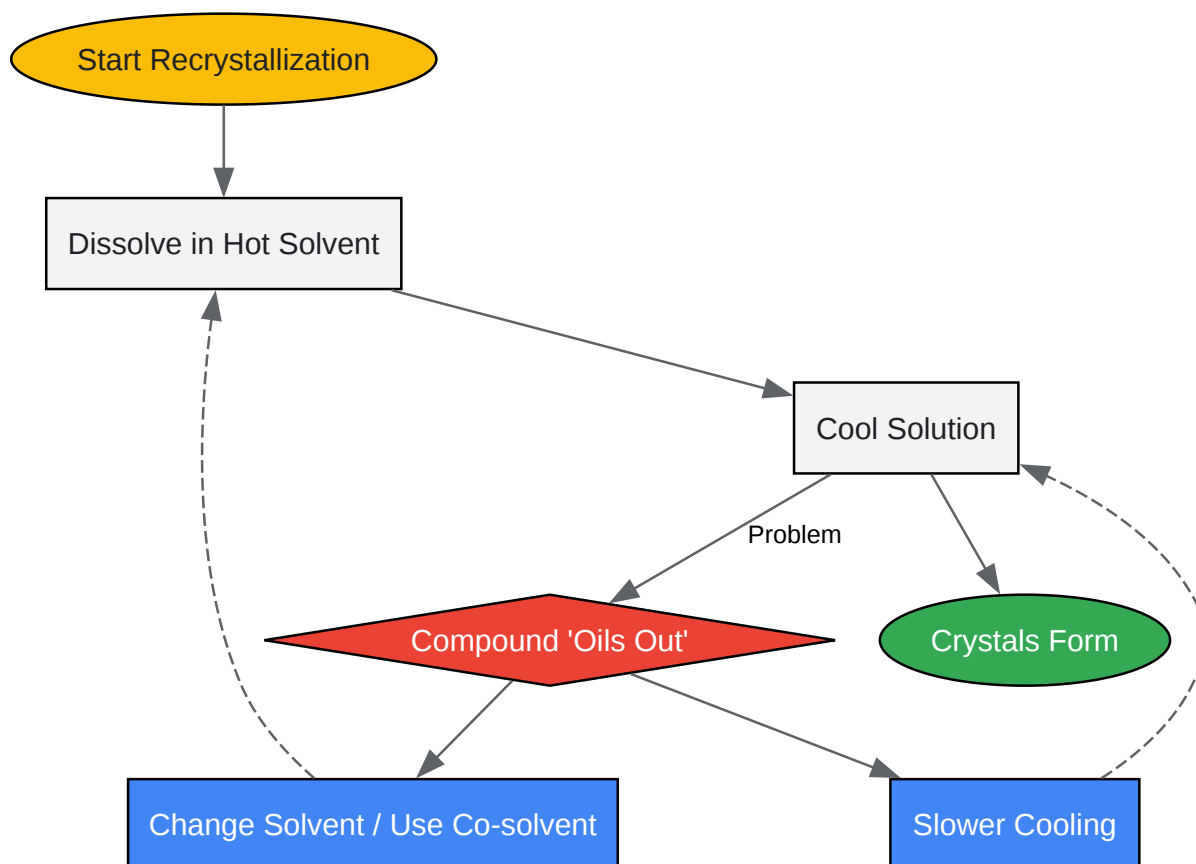 Start Recrystallization
Dissolve in Hot Solvent
Cool Solution
Problem
Compound 'Oils Out'
Crystals Form
Change Solvent / Use Co-solvent
Slower Cooling